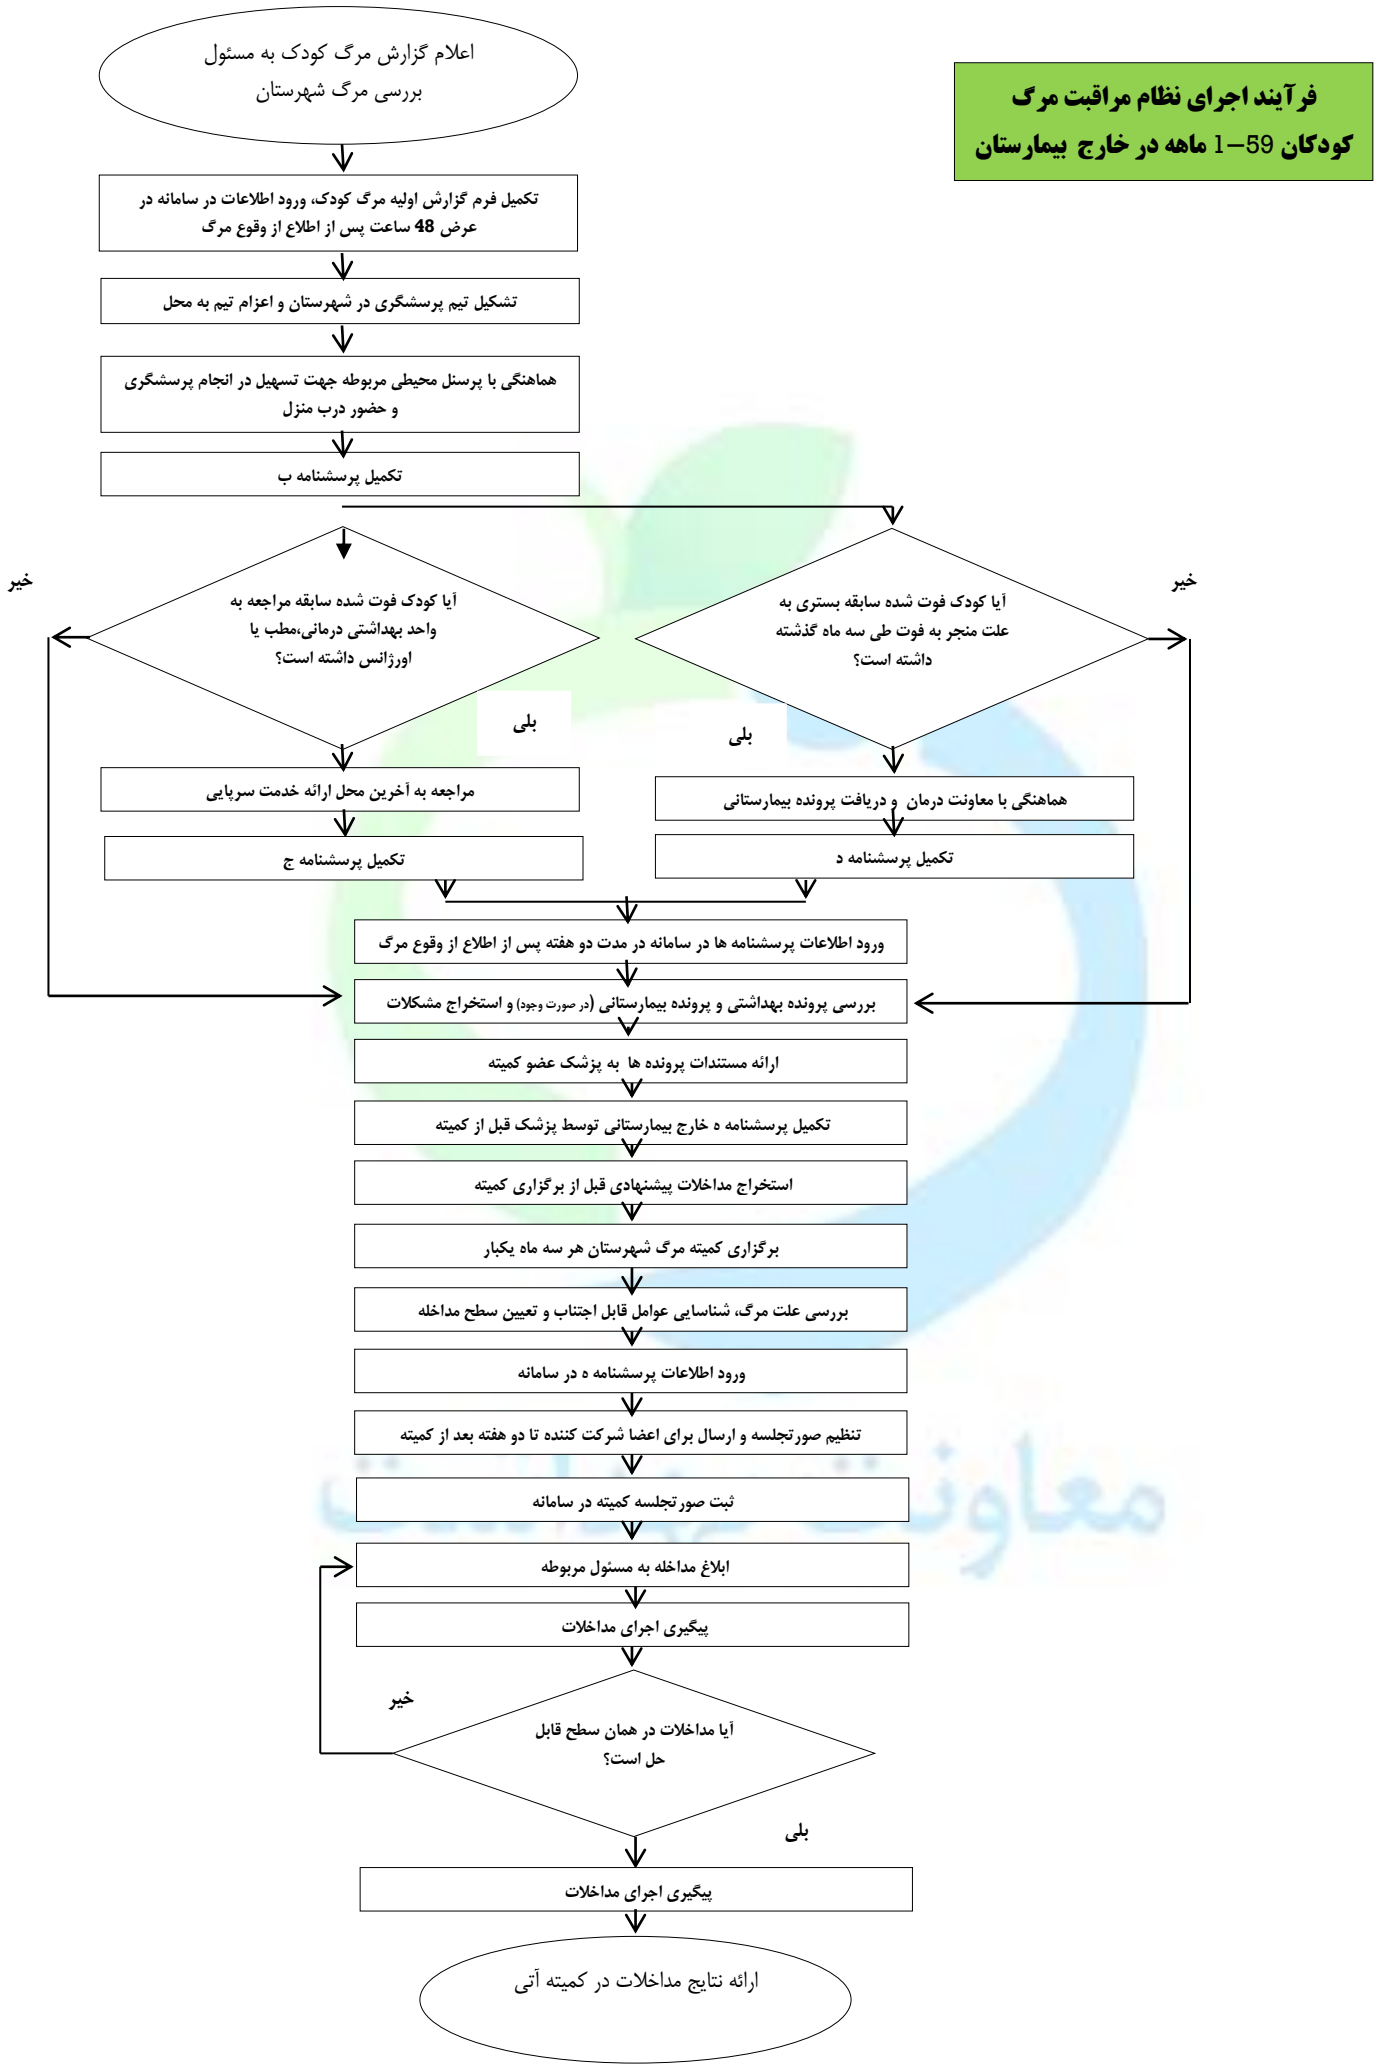 اعلام گزارش مرگ کودک به مسئول
بررسی مرگ شهرستان
فرآیند اجرای نظام مراقبت مرگ
کودکان 59–1 ماهه در خارج بیمارستان
تکمیل فرم گزارش اولیه مرگ کودک، ورود اطلاعات در سامانه در
عرض 48 ساعت پس از اطلاع از وقوع مرگ
تشکیل تیم پرسشگری در شهرستان و اعزام تیم به محل
هماهنگی با پرسنل محیطی مربوطه جهت تسهیل در انجام پرسشگری
و حضور درب منزل
تکمیل پرسشنامه ب
خیر
آیا کودک فوت شده سابقه بستری به
علت منجر به فوت طی سه ماه گذشته
داشته است؟
بلی
آیا کودک فوت شده سابقه مراجعه به
واحد بهداشتی درمانی،مطب یا
اورژانس داشته است؟
خیر
بلی
مراجعه به آخرین محل ارائه خدمت سرپایی
هماهنگی با معاونت درمان و دریافت پرونده بیمارستانی
تکمیل پرسشنامه ج
تکمیل پرسشنامه د
ورود اطلاعات پرسشنامه ها در سامانه در مدت دو هفته پس از اطلاع از وقوع مرگ
بررسی پرونده بهداشتی و پرونده بیمارستانی (در صورت وجود) و استخراج مشکلات
ارائه مستندات پرونده ها به پزشک عضو کمیته
تکمیل پرسشنامه ه خارج بیمارستانی توسط پزشک قبل از کمیته
استخراج مداخلات پیشنهادی قبل از برگزاری کمیته
برگزاری کمیته مرگ شهرستان هر سه ماه یکبار
بررسی علت مرگ، شناسایی عوامل قابل اجتناب و تعیین سطح مداخله
ورود اطلاعات پرسشنامه ه در سامانه
تنظیم صورتجلسه و ارسال برای اعضا شرکت کننده تا دو هفته بعد از کمیته
معاونت بهداشت
ثبت صورتجلسه کمیته در سامانه
ابلاغ مداخله به مسئول مربوطه
پیگیری اجرای مداخلات
خیر
آیا مداخلات در همان سطح قابل
حل است؟
بلی
پیگیری اجرای مداخلات
ارائه نتایج مداخلات در کمیته آتی